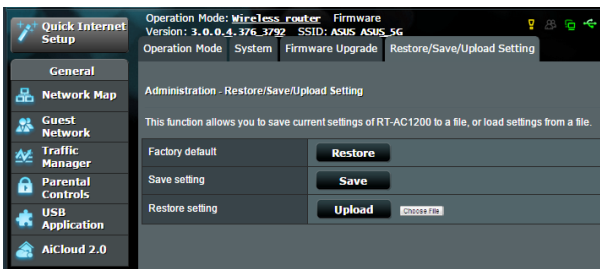 Quick Internet
Setup
General
Network Map
Guest
Network
Traffic
Manager
Parental
Controls
USB
Application
AiCloud 2.0
Operation Mode: Wireless router Firmware
Version: 3.0.0.4.376_3792 SSID: ASUS ASUS_5G
Operation Mode System Firmware Upgrade Restore/Save/Upload Setting
Administration - Restore/Save/Upload Setting
This function allows you to save current settings of RT-AC1200 to a file, or load settings from a file.
Factory default Restore
Save setting Save
Restore setting Upload Choose File